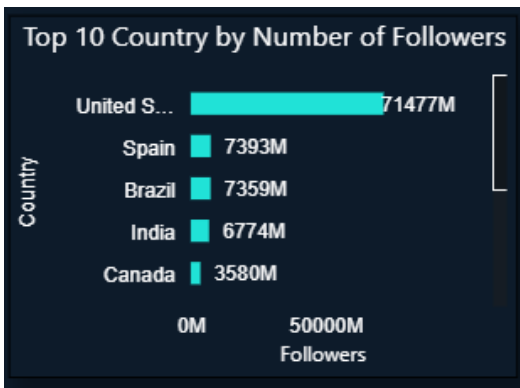 Top 10 Country by Number of Followers
United S... 71477M
Spain 7393M
Brazil 7359M
India 6774M
Canada 3580M
Country
0M 50000M
Followers